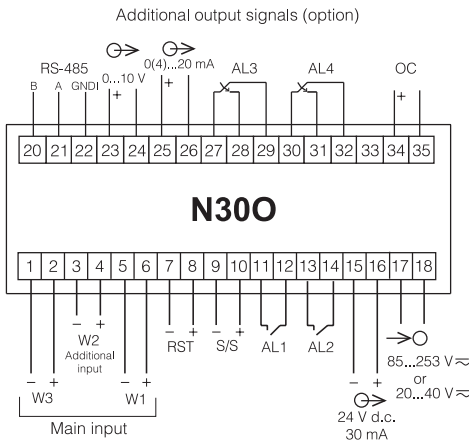 Additional output signals (option)
RS-485 0...10 V 0(4)...20 mA AL3 AL4 OC
B A GNDI + + +
20 21 22 23 24 25 26 27 28 29 30 31 32 33 34 35
N30O
1 2 3 4 5 6 7 8 9 10 11 12 13 14 15 16 17 18
- + - + - +
W2 RST S/S AL1 AL2
Additional
input
85...253 V
or
20...40 V
- + - + - +
W3 W1
Main input
24 V d.c.
30 mA